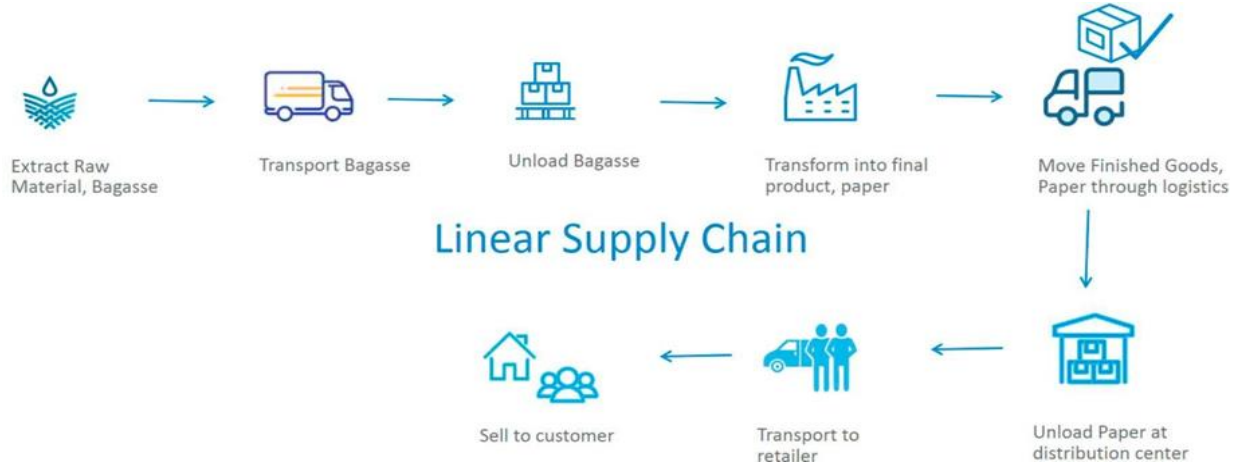 Extract Raw
Material, Bagasse
Transport Bagasse
Unload Bagasse
Transform into final
product, paper
Move Finished Goods,
Paper through logistics
Linear Supply Chain
Sell to customer
Transport to
retailer
Unload Paper at
distribution center